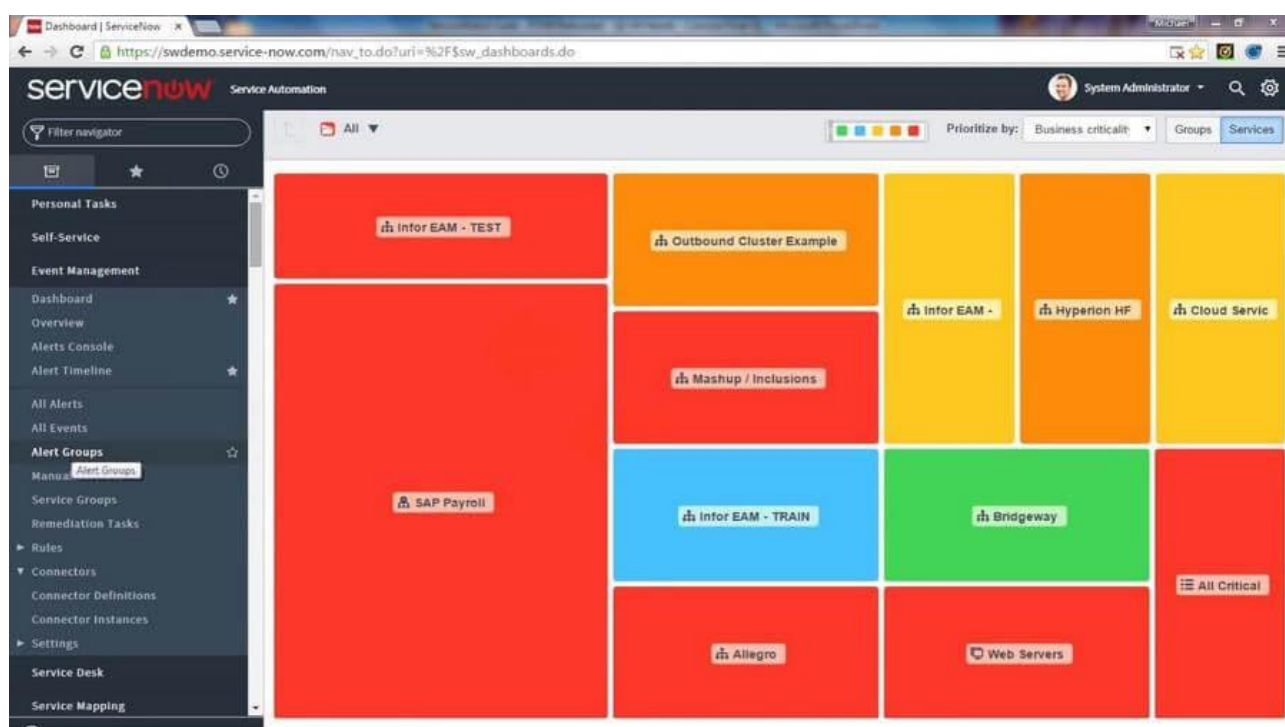 Dashboard | ServiceNow
Michael
https://swdemo.service-now.com/nav_to.do?uri=%2F$sw_dashboards.do
servicenow Service Automation
System Administrator
Filter navigator
All
Prioritize by: Business criticalit Groups Services
Personal Tasks
Self-Service
Event Management
Dashboard
Overview
Alerts Console
Alert Timeline
All Alerts
All Events
Alert Groups
Manua
Alert Groups
Service Groups
Remediation Tasks
Rules
Connectors
Connector Definitions
Connector Instances
Settings
Service Desk
Service Mapping
Infor EAM - TEST
Outbound Cluster Example
Infor EAM -
Hyperion HF
Cloud Servic
Mashup / Inclusions
SAP Payroll
Infor EAM - TRAIN
Bridgeway
All Critical
Allegro
Web Servers